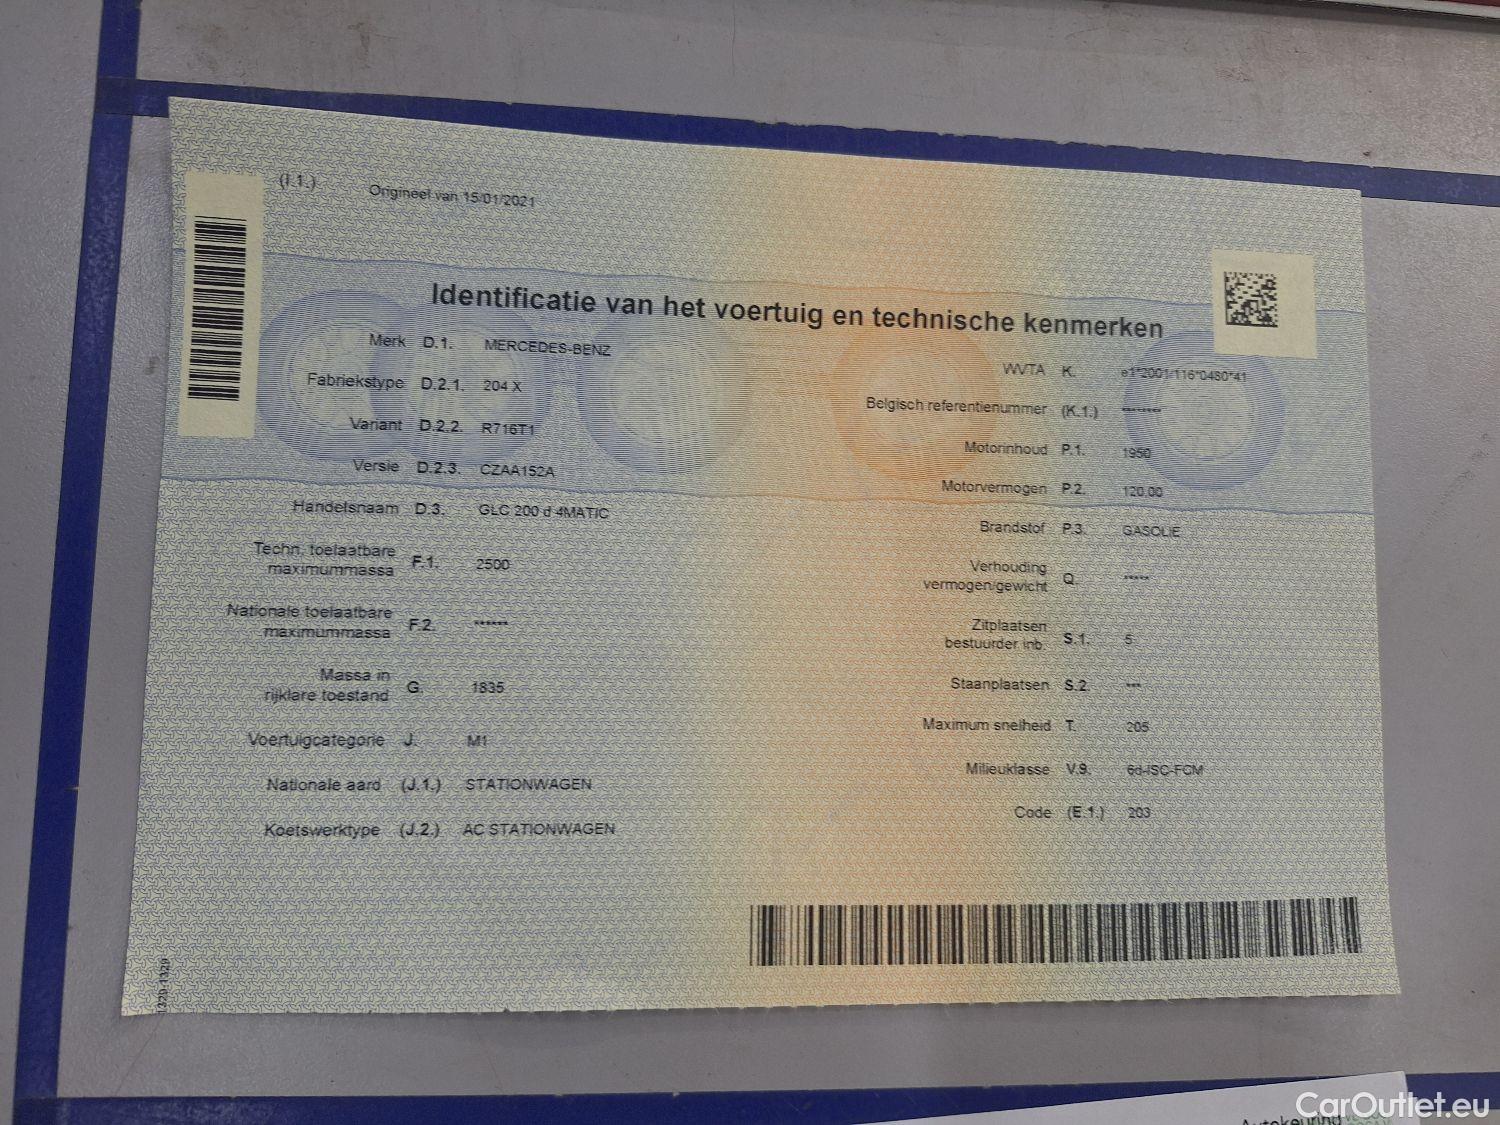 (I.1.) Origineel van 15/01/2021
Identificatie van het voertuig en technische kenmerken
Merk D.1. MERCEDES-BENZ
Fabriekstype D.2.1. 204 X
Variant D.2.2. R716T1
Versie D.2.3. CZAA152A
Handelsnaam D.3. GLC 200 d 4MATIC
Techn. toelaatbare
maximummassa F.1. 2500
Nationale toelaatbare
maximummassa F.2. ******
Massa in
rijklare toestand G. 1835
Voertuigcategorie J. M1
Nationale aard (J.1.) STATIONWAGEN
Koetswerktype (J.2.) AC STATIONWAGEN
WVTA K. e1*2001/116*0480*41
Belgisch referentienummer (K.1.) ********
Motorinhoud P.1. 1950
Motorvermogen P.2. 120.00
Brandstof P.3. GASOLIE
Verhouding
vermogen/gewicht Q. *****
Zitplaatsen
bestuurder inb. S.1. 5
Staanplaatsen S.2. ***
Maximum snelheid T. 205
Milieuklasse V.9. 6d-ISC-FCM
Code (E.1.) 203
1329-1329
Autokeuring
CarOutlet.eu